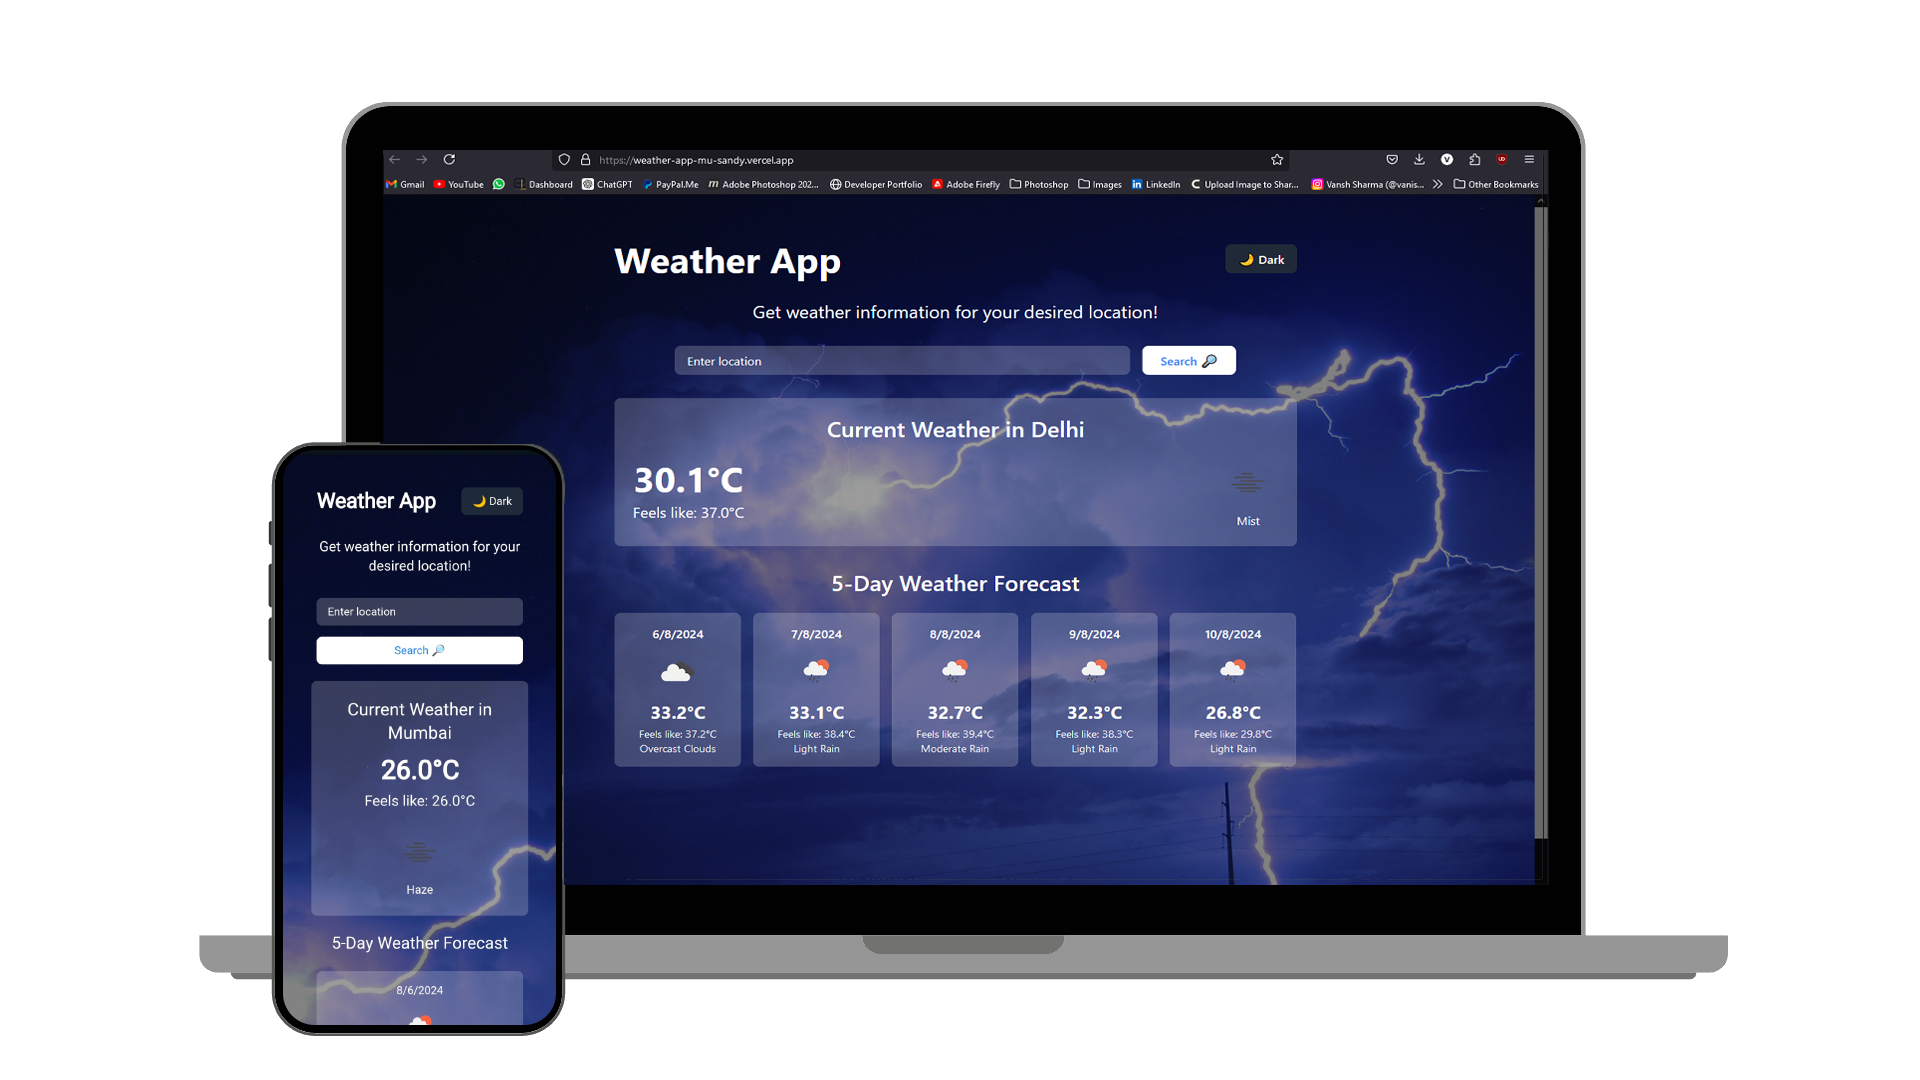 https://weather-app-mu-sandy.vercel.app
Gmail YouTube Dashboard ChatGPT PayPal.Me Adobe Photoshop 202... Developer Portfolio Adobe Firefly Photoshop Images LinkedIn Upload Image to Shar... Vansh Sharma (@vanis... Other Bookmarks
Weather App
Dark
Get weather information for your desired location!
Enter location
Search
Current Weather in Delhi
30.1°C
Feels like: 37.0°C
Mist
5-Day Weather Forecast
6/8/2024
33.2°C
Feels like: 37.2°C
Overcast Clouds
7/8/2024
33.1°C
Feels like: 38.4°C
Light Rain
8/8/2024
32.7°C
Feels like: 39.4°C
Moderate Rain
9/8/2024
32.3°C
Feels like: 38.3°C
Light Rain
10/8/2024
26.8°C
Feels like: 29.8°C
Light Rain
Weather App
Dark
Get weather information for your
desired location!
Enter location
Search
Current Weather in
Mumbai
26.0°C
Feels like: 26.0°C
Haze
5-Day Weather Forecast
8/6/2024